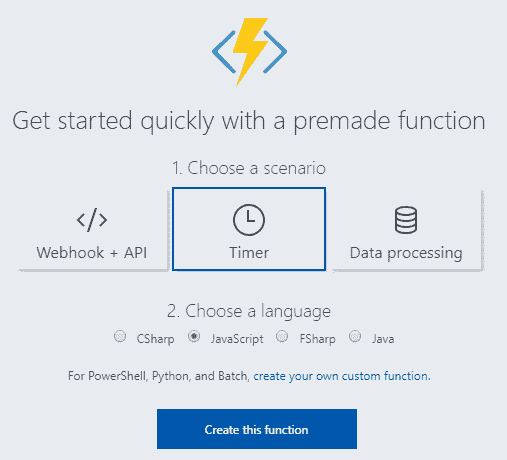 Get started quickly with a premade function
1. Choose a scenario
Webhook + API
Timer
Data processing
2. Choose a language
CSharp
JavaScript
FSharp
Java
For PowerShell, Python, and Batch, create your own custom function.
Create this function